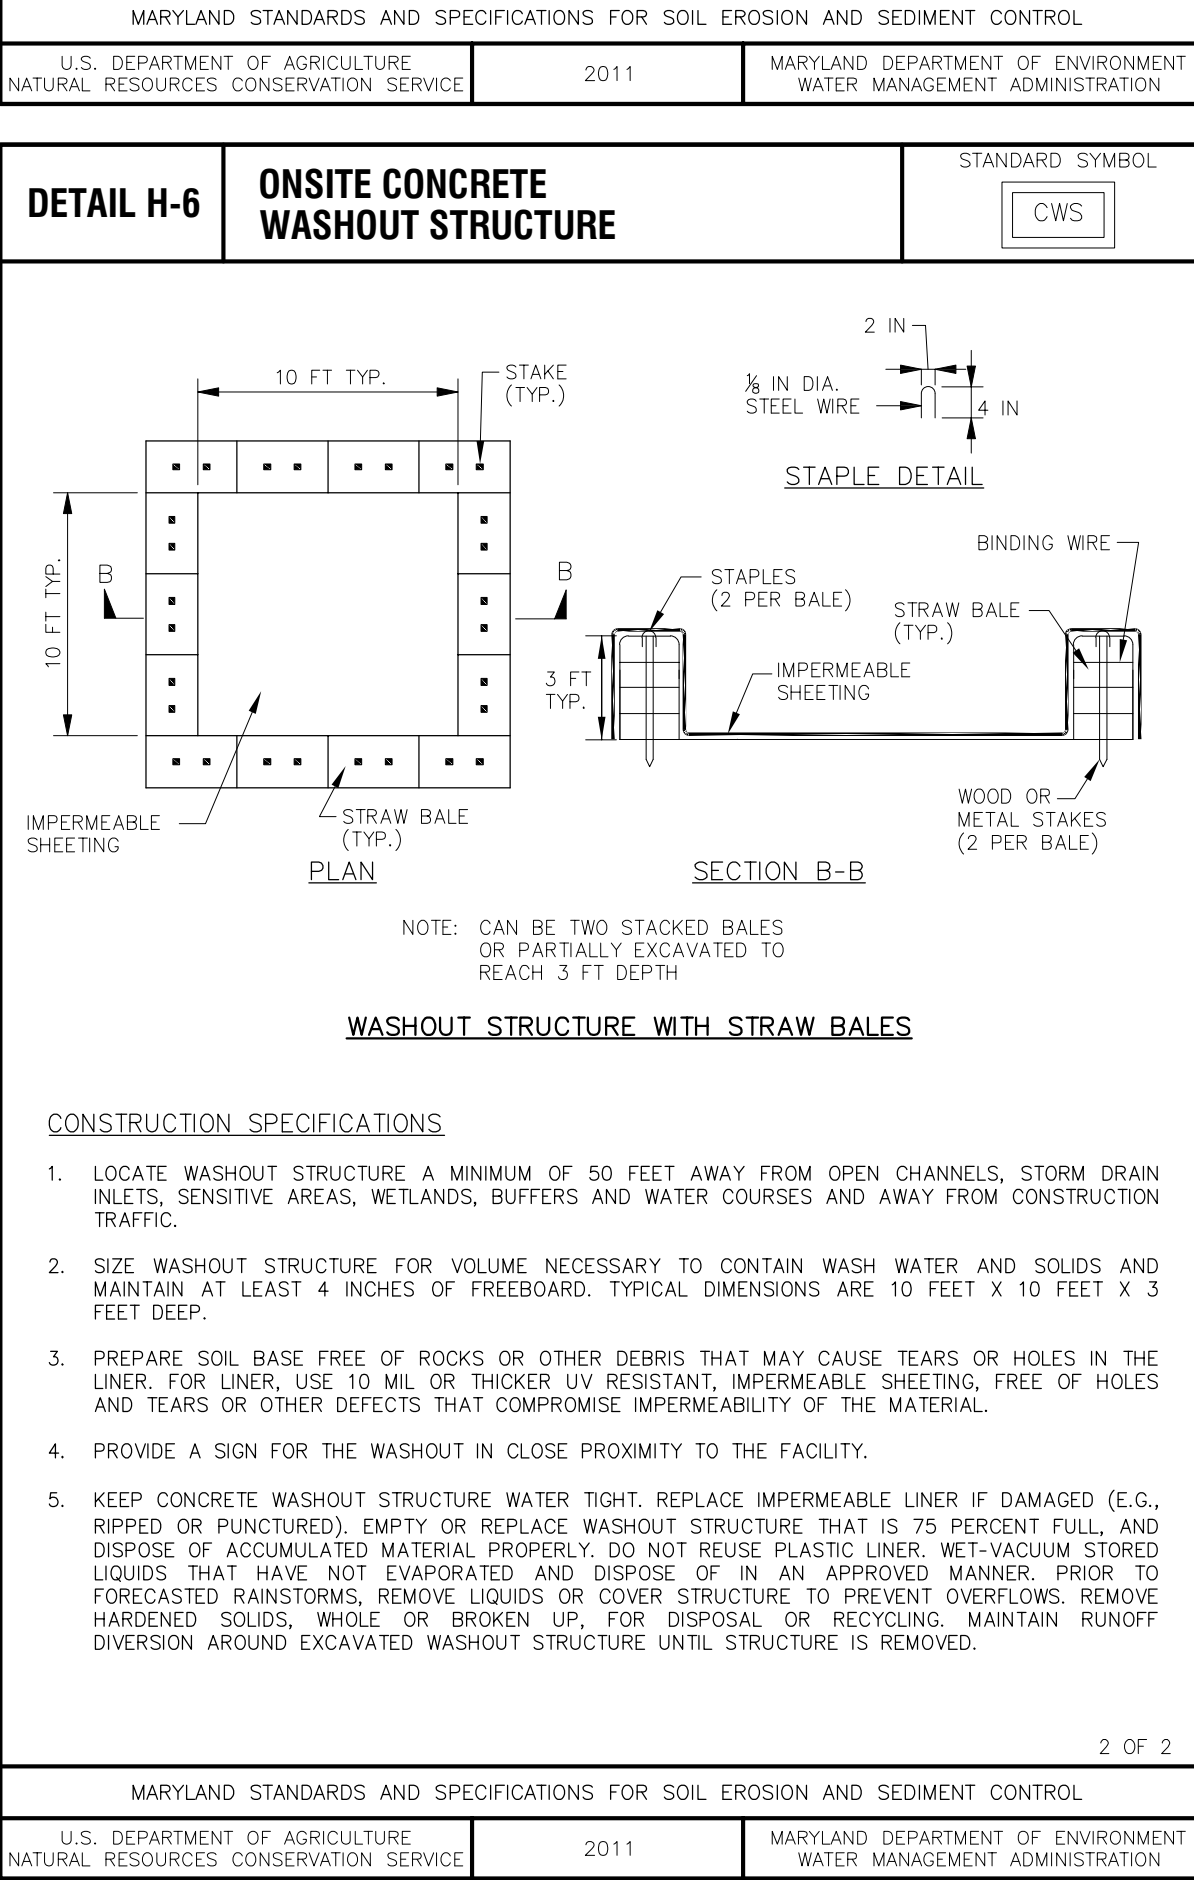 MARYLAND STANDARDS AND SPECIFICATIONS FOR SOIL EROSION AND SEDIMENT CONTROL
U.S. DEPARTMENT OF AGRICULTURE
NATURAL RESOURCES CONSERVATION SERVICE
2011
MARYLAND DEPARTMENT OF ENVIRONMENT
WATER MANAGEMENT ADMINISTRATION
DETAIL H-6
ONSITE CONCRETE
WASHOUT STRUCTURE
STANDARD SYMBOL
CWS
10 FT TYP.
STAKE
(TYP.)
10 FT TYP.
B
B
IMPERMEABLE
SHEETING
STRAW BALE
(TYP.)
PLAN
2 IN
⅛ IN DIA.
STEEL WIRE
4 IN
STAPLE DETAIL
BINDING WIRE
STAPLES
(2 PER BALE)
STRAW BALE
(TYP.)
3 FT
TYP.
IMPERMEABLE
SHEETING
WOOD OR
METAL STAKES
(2 PER BALE)
SECTION B-B
NOTE: CAN BE TWO STACKED BALES
OR PARTIALLY EXCAVATED TO
REACH 3 FT DEPTH
WASHOUT STRUCTURE WITH STRAW BALES
CONSTRUCTION SPECIFICATIONS
1. LOCATE WASHOUT STRUCTURE A MINIMUM OF 50 FEET AWAY FROM OPEN CHANNELS, STORM DRAIN
INLETS, SENSITIVE AREAS, WETLANDS, BUFFERS AND WATER COURSES AND AWAY FROM CONSTRUCTION
TRAFFIC.
2. SIZE WASHOUT STRUCTURE FOR VOLUME NECESSARY TO CONTAIN WASH WATER AND SOLIDS AND
MAINTAIN AT LEAST 4 INCHES OF FREEBOARD. TYPICAL DIMENSIONS ARE 10 FEET X 10 FEET X 3
FEET DEEP.
3. PREPARE SOIL BASE FREE OF ROCKS OR OTHER DEBRIS THAT MAY CAUSE TEARS OR HOLES IN THE
LINER. FOR LINER, USE 10 MIL OR THICKER UV RESISTANT, IMPERMEABLE SHEETING, FREE OF HOLES
AND TEARS OR OTHER DEFECTS THAT COMPROMISE IMPERMEABILITY OF THE MATERIAL.
4. PROVIDE A SIGN FOR THE WASHOUT IN CLOSE PROXIMITY TO THE FACILITY.
5. KEEP CONCRETE WASHOUT STRUCTURE WATER TIGHT. REPLACE IMPERMEABLE LINER IF DAMAGED (E.G.,
RIPPED OR PUNCTURED). EMPTY OR REPLACE WASHOUT STRUCTURE THAT IS 75 PERCENT FULL, AND
DISPOSE OF ACCUMULATED MATERIAL PROPERLY. DO NOT REUSE PLASTIC LINER. WET-VACUUM STORED
LIQUIDS THAT HAVE NOT EVAPORATED AND DISPOSE OF IN AN APPROVED MANNER. PRIOR TO
FORECASTED RAINSTORMS, REMOVE LIQUIDS OR COVER STRUCTURE TO PREVENT OVERFLOWS. REMOVE
HARDENED SOLIDS, WHOLE OR BROKEN UP, FOR DISPOSAL OR RECYCLING. MAINTAIN RUNOFF
DIVERSION AROUND EXCAVATED WASHOUT STRUCTURE UNTIL STRUCTURE IS REMOVED.
2 OF 2
MARYLAND STANDARDS AND SPECIFICATIONS FOR SOIL EROSION AND SEDIMENT CONTROL
U.S. DEPARTMENT OF AGRICULTURE
NATURAL RESOURCES CONSERVATION SERVICE
2011
MARYLAND DEPARTMENT OF ENVIRONMENT
WATER MANAGEMENT ADMINISTRATION